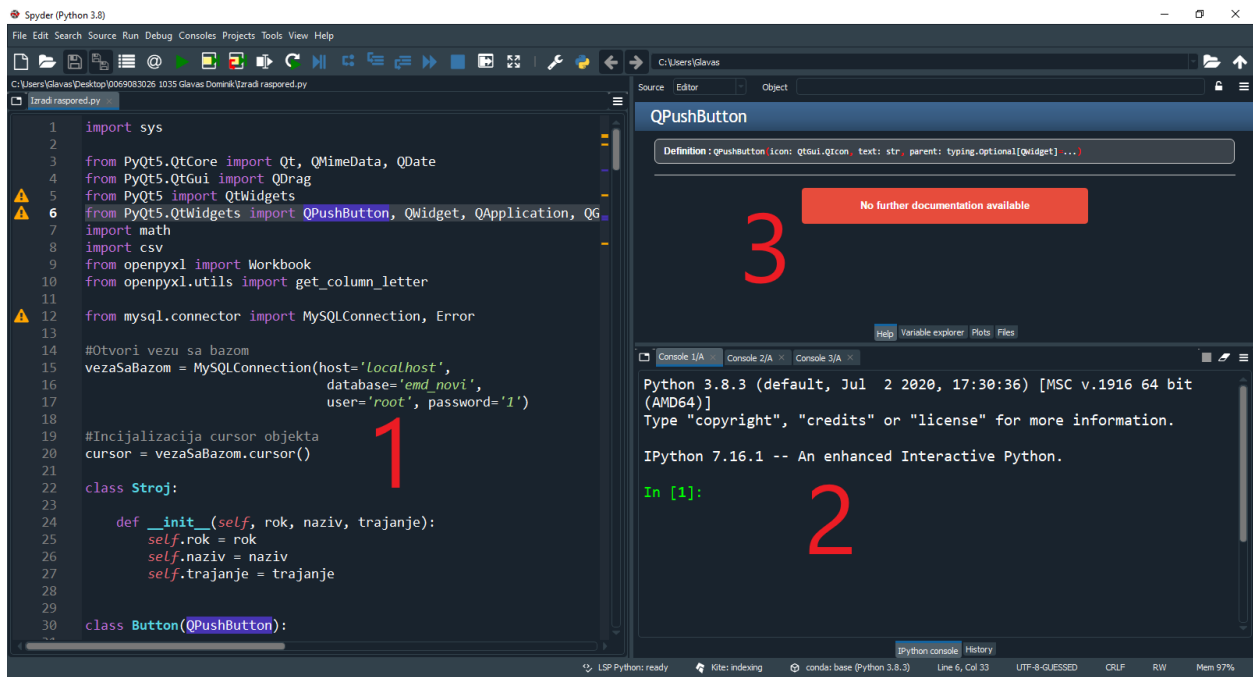 Spyder (Python 3.8)
File Edit Search Source Run Debug Consoles Projects Tools View Help
C:\Users\Glavas\Desktop\0069083026 1035 Glavas Dominik\Izradi raspored.py
Izradi raspored.py
1 import sys
2
3 from PyQt5.QtCore import Qt, QMimeData, QDate
4 from PyQt5.QtGui import QDrag
5 from PyQt5 import QtWidgets
6 from PyQt5.QtWidgets import QPushButton, QWidget, QApplication, QG
7 import math
8 import csv
9 from openpyxl import Workbook
10 from openpyxl.utils import get_column_letter
11
12 from mysql.connector import MySQLConnection, Error
13
14 #Otvori vezu sa bazom
15 vezaSaBazom = MySQLConnection(host='localhost',
16 database='emd_novi',
17 user='root', password='1')
18
19 #Incijalizacija cursor objekta
20 cursor = vezaSaBazom.cursor()
21
22 class Stroj:
23
24 def __init__(self, rok, naziv, trajanje):
25 self.rok = rok
26 self.naziv = naziv
27 self.trajanje = trajanje
28
29
30 class Button(QPushButton):
1
C:\Users\Glavas
Source Editor Object
QPushButton
Definition : QPushButton(icon: QtGui.QIcon, text: str, parent: typing.Optional[QWidget]=...)
No further documentation available
3
Help Variable explorer Plots Files
Console 1/A Console 2/A Console 3/A
Python 3.8.3 (default, Jul 2 2020, 17:30:36) [MSC v.1916 64 bit
(AMD64)]
Type "copyright", "credits" or "license" for more information.
IPython 7.16.1 -- An enhanced Interactive Python.
In [1]:
2
IPython console History
LSP Python: ready Kite: indexing conda: base (Python 3.8.3) Line 6, Col 33 UTF-8-GUESSED CRLF RW Mem 97%